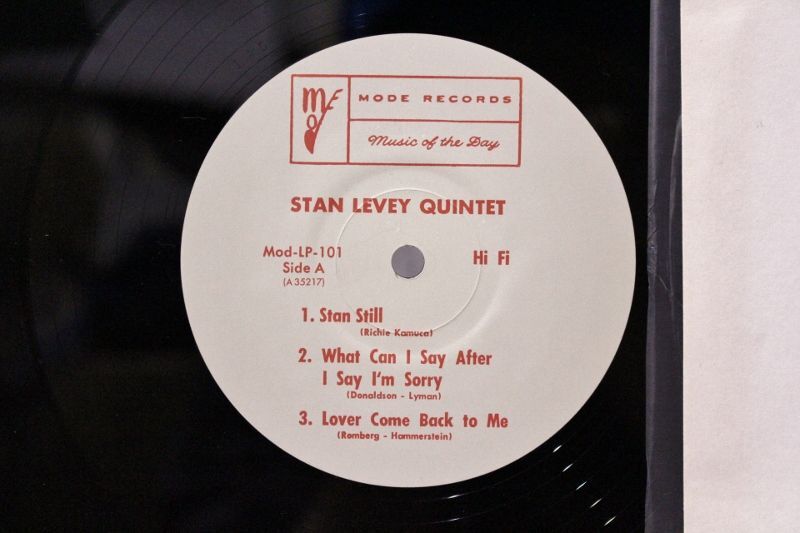 mode
MODE RECORDS
Music of the Day
STAN LEVEY QUINTET
Mod-LP-101
Hi Fi
Side A
(A 35217)
1. Stan Still
(Richie Kamuca)
2. What Can I Say After
I Say I'm Sorry
(Donaldson - Lyman)
3. Lover Come Back to Me
(Romberg - Hammerstein)